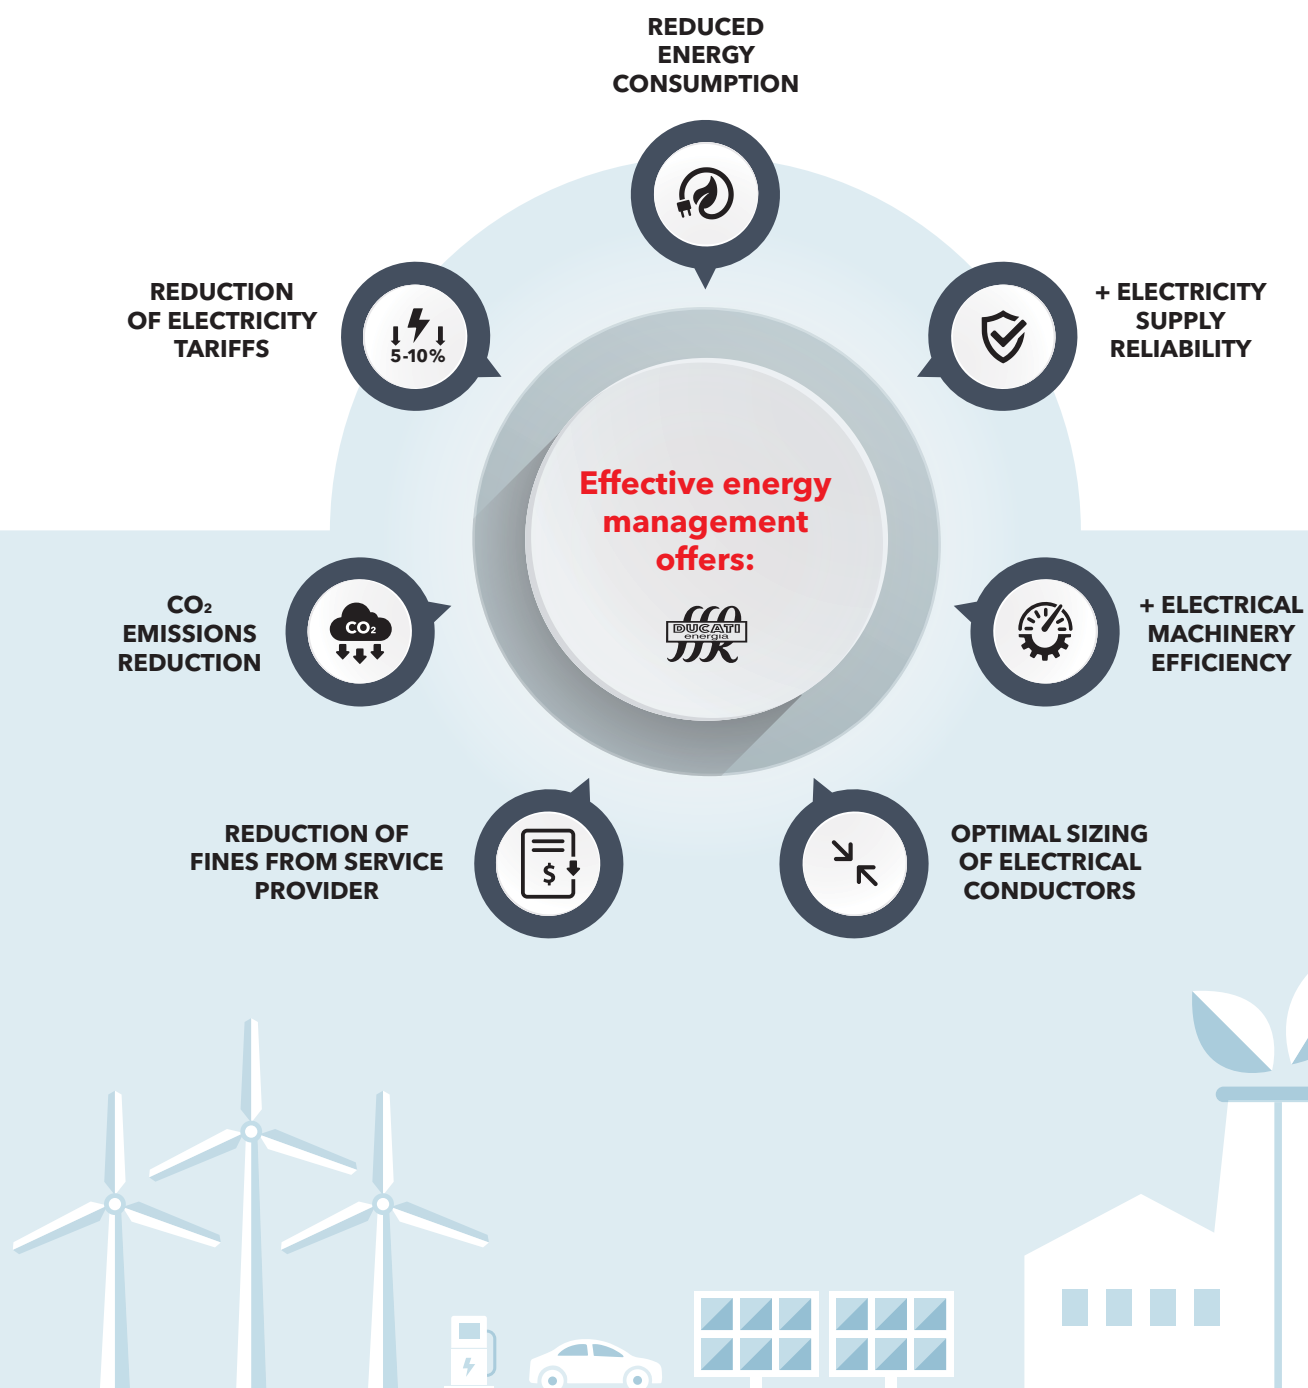 REDUCED
ENERGY
CONSUMPTION
REDUCTION
OF ELECTRICITY
TARIFFS
5-10%
+ ELECTRICITY
SUPPLY
RELIABILITY
Effective energy
management
offers:
DUCATI
energia
CO₂
EMISSIONS
REDUCTION
CO₂
+ ELECTRICAL
MACHINERY
EFFICIENCY
REDUCTION OF
FINES FROM SERVICE
PROVIDER
$
OPTIMAL SIZING
OF ELECTRICAL
CONDUCTORS